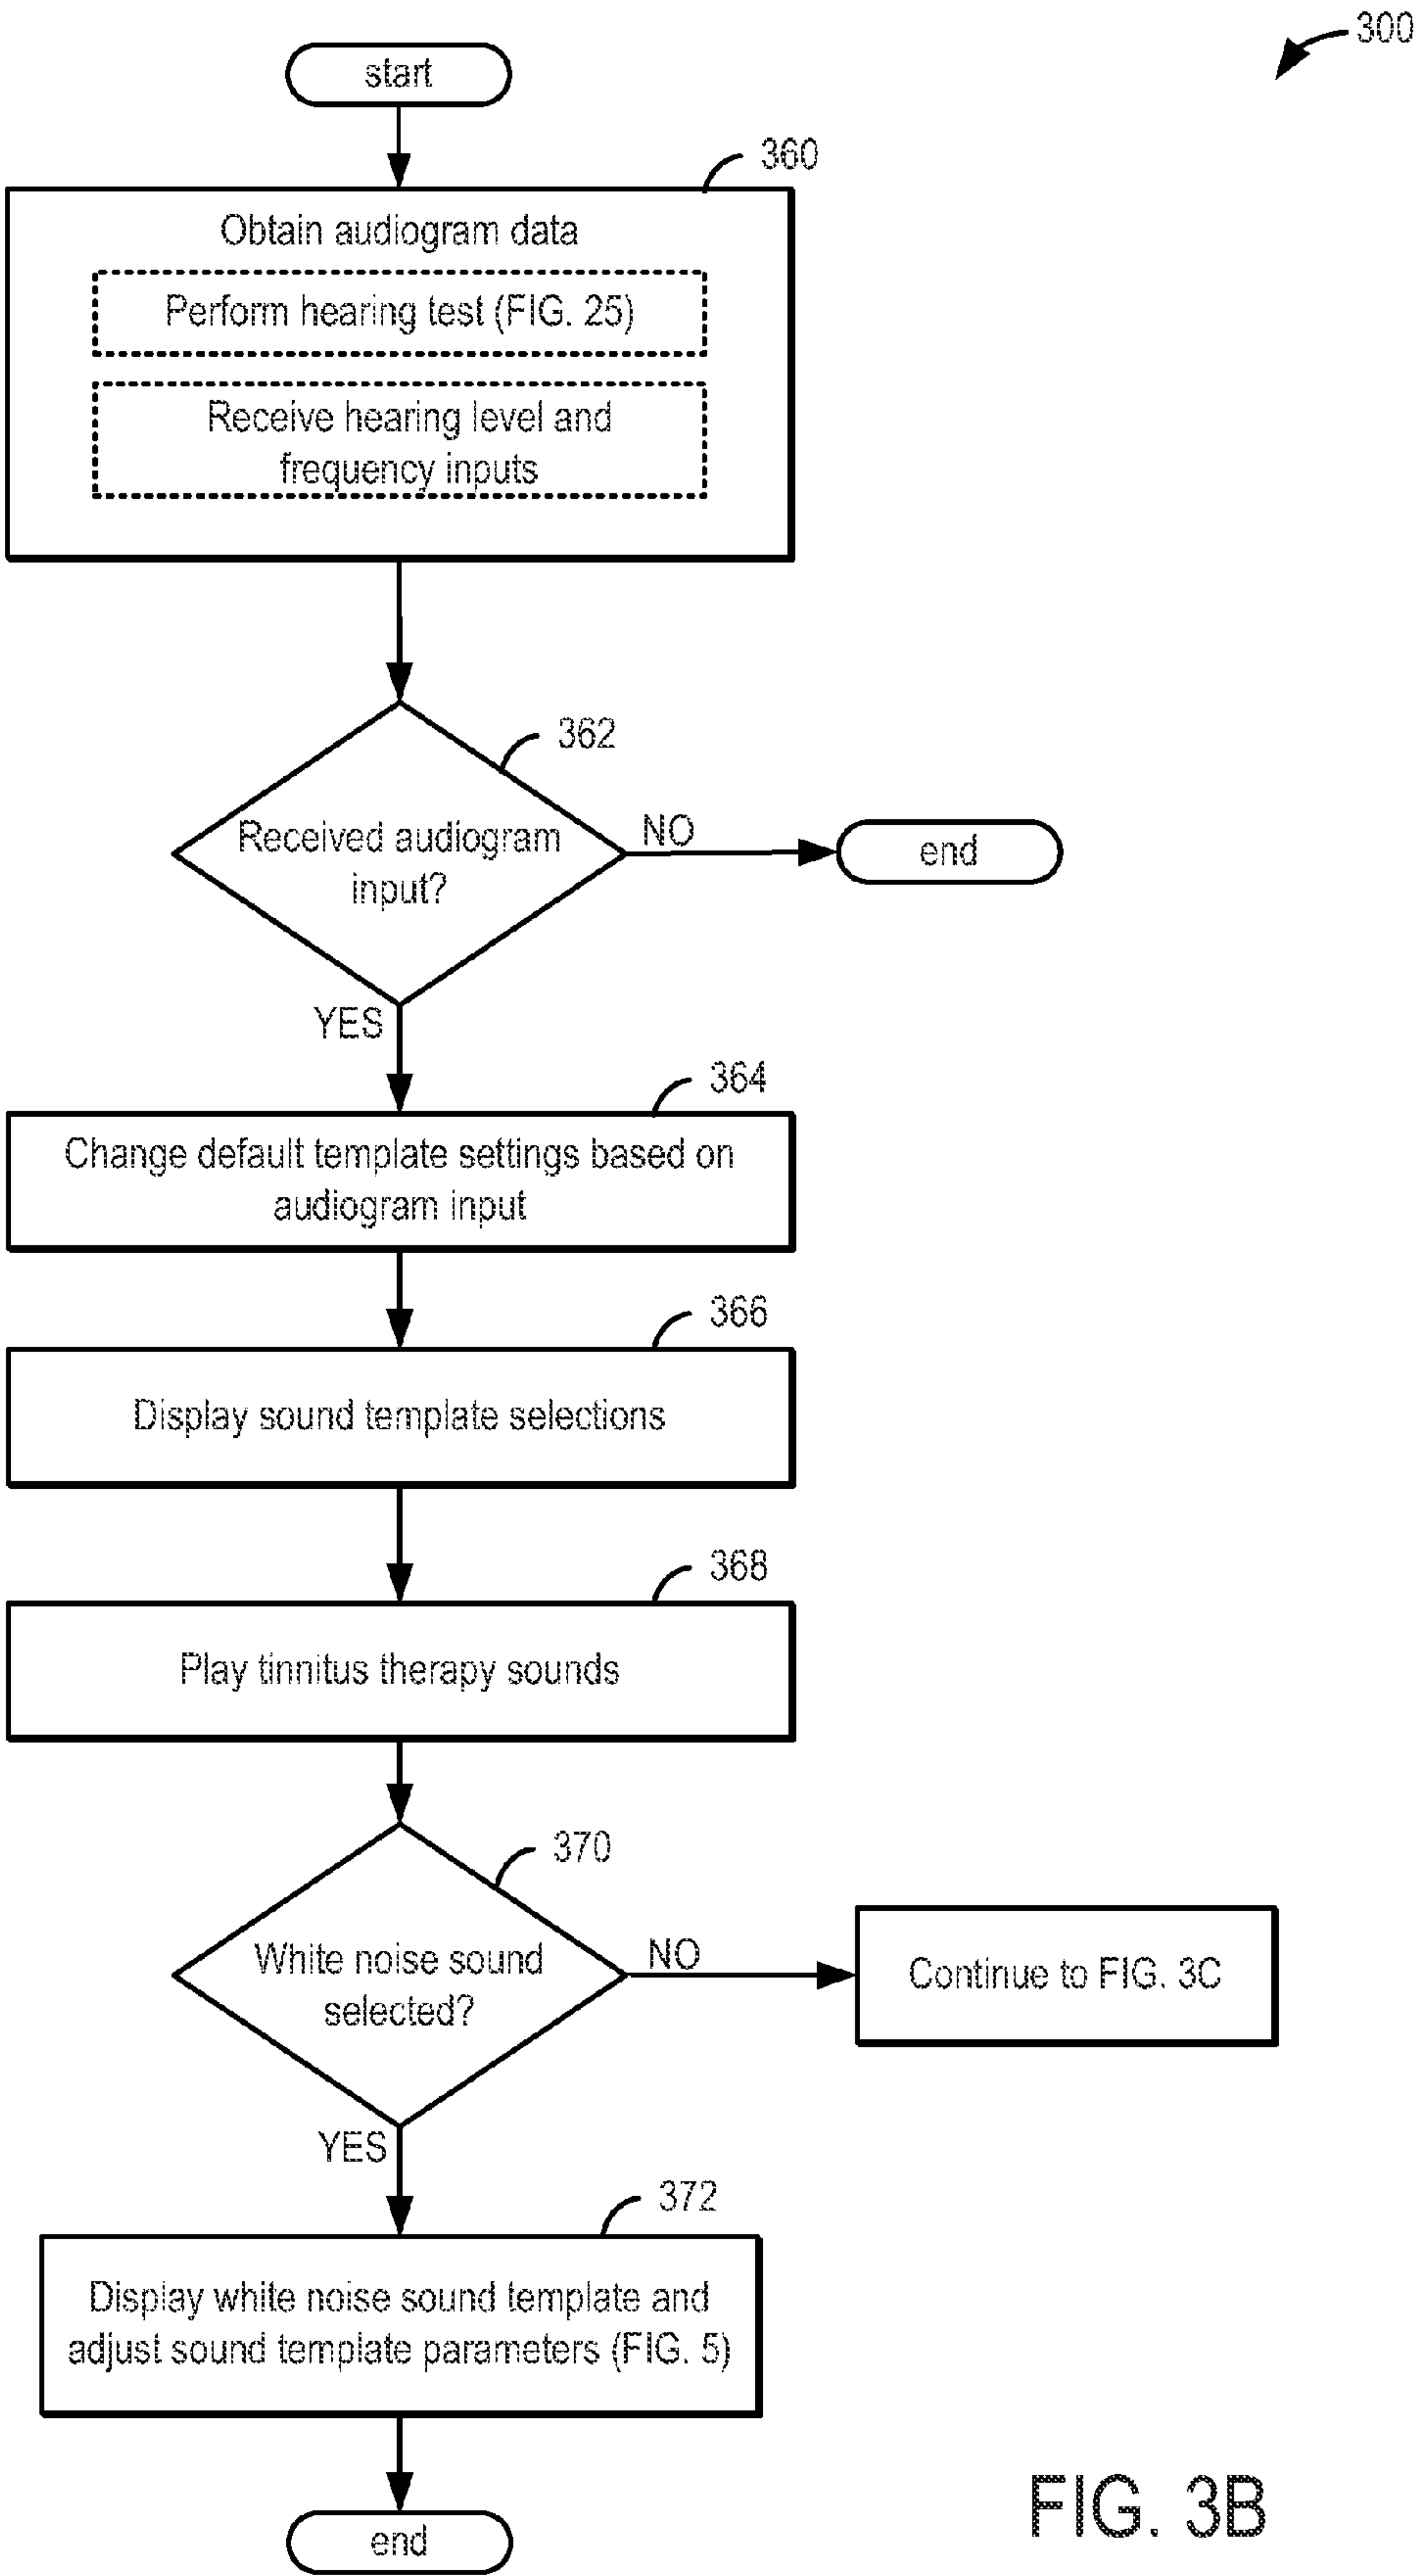 300
start
360
Obtain audiogram data
Perform hearing test (FIG. 25)
Receive hearing level and
frequency inputs
362
Received audiogram
input?
NO
end
YES
364
Change default template settings based on
audiogram input
366
Display sound template selections
368
Play tinnitus therapy sounds
370
White noise sound
selected?
NO
Continue to FIG. 3C
YES
372
Display white noise sound template and
adjust sound template parameters (FIG. 5)
end
FIG. 3B